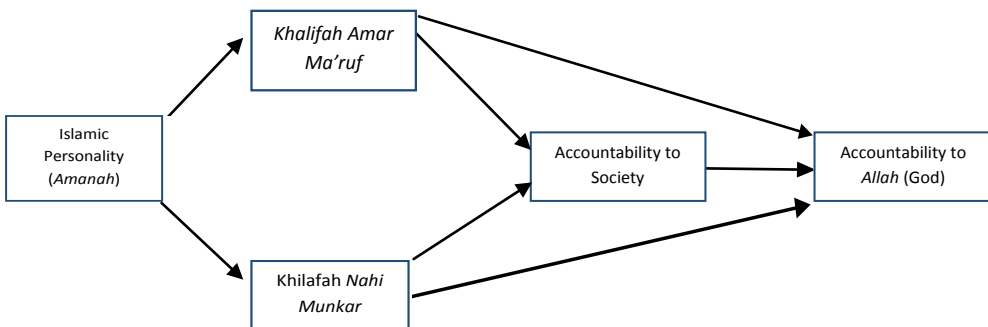 Khalifah Amar
Ma’ruf
Islamic
Personality
(Amanah)
Accountability to
Society
Accountability to
Allah (God)
Khilafah Nahi
Munkar